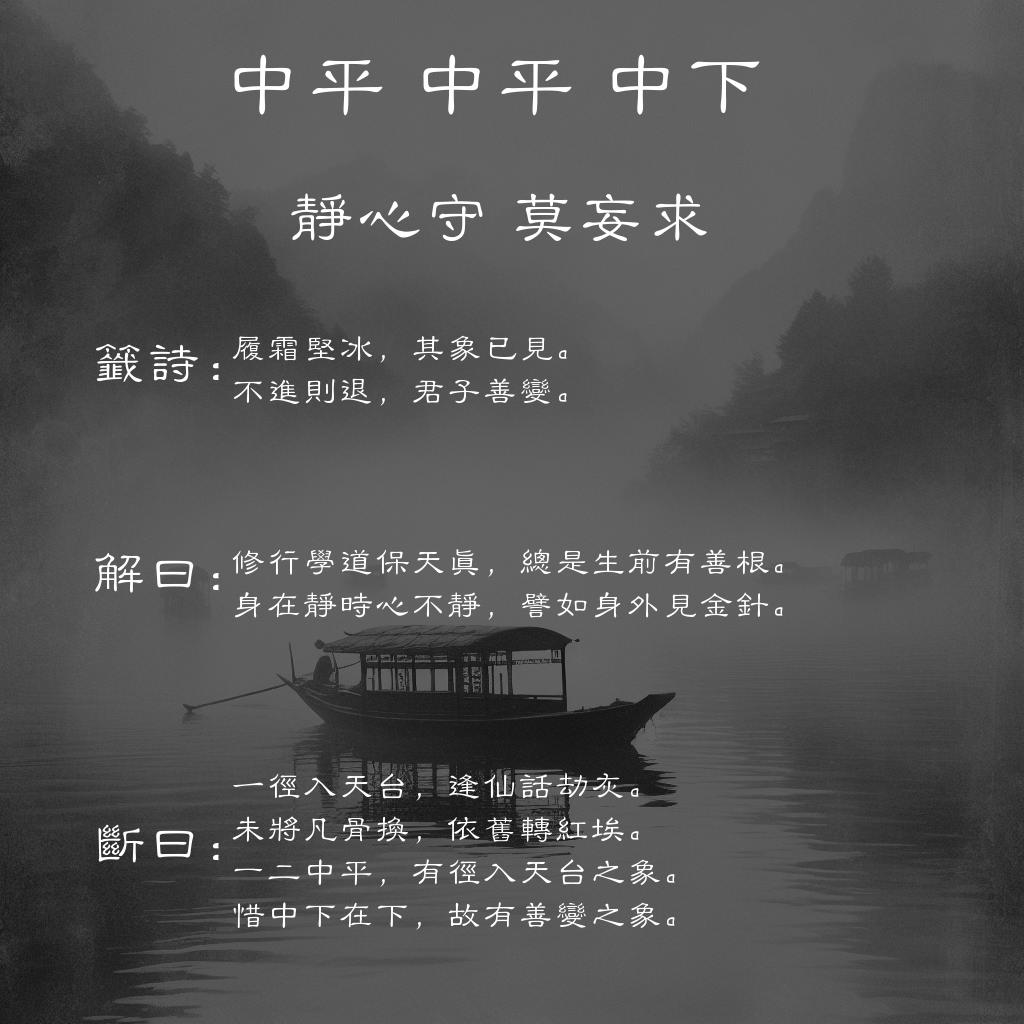 中平 中平 中下
靜心守 莫妄求
籤詩：
履霜堅冰，其象已見。
不進則退，君子善變。
解曰：
修行學道保天眞，總是生前有善根。
身在靜時心不靜，譬如身外見金針。
斷曰：
一徑入天台，逢仙話劫灰。
未將凡骨換，依舊轉紅埃。
一二中平，有徑入天台之象。
惜中下在下，故有善變之象。